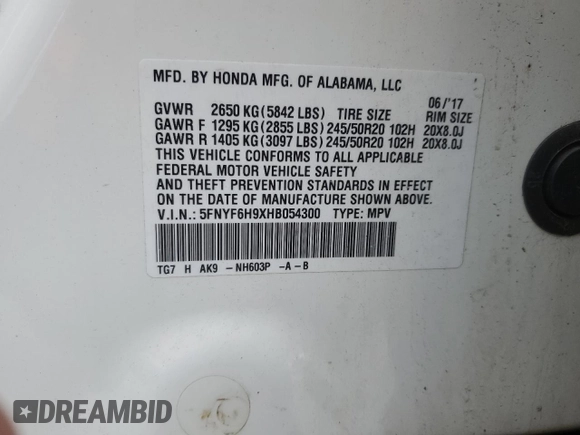 MFD. BY HONDA MFG. OF ALABAMA, LLC
06/'17
GVWR 2650 KG(5842 LBS) TIRE SIZE RIM SIZE
GAWR F 1295 KG(2855 LBS)245/50R20 102H 20X8.0J
GAWR R 1405 KG(3097 LBS)245/50R20 102H 20X8.0J
THIS VEHICLE CONFORMS TO ALL APPLICABLE
FEDERAL MOTOR VEHICLE SAFETY
AND THEFT PREVENTION STANDARDS IN EFFECT
ON THE DATE OF MANUFACTURE SHOWN ABOVE.
V.I.N.: 5FNYF6H9XHB054300 TYPE: MPV
TG7 H AK9 -NH603P -A-B
DREAMBID